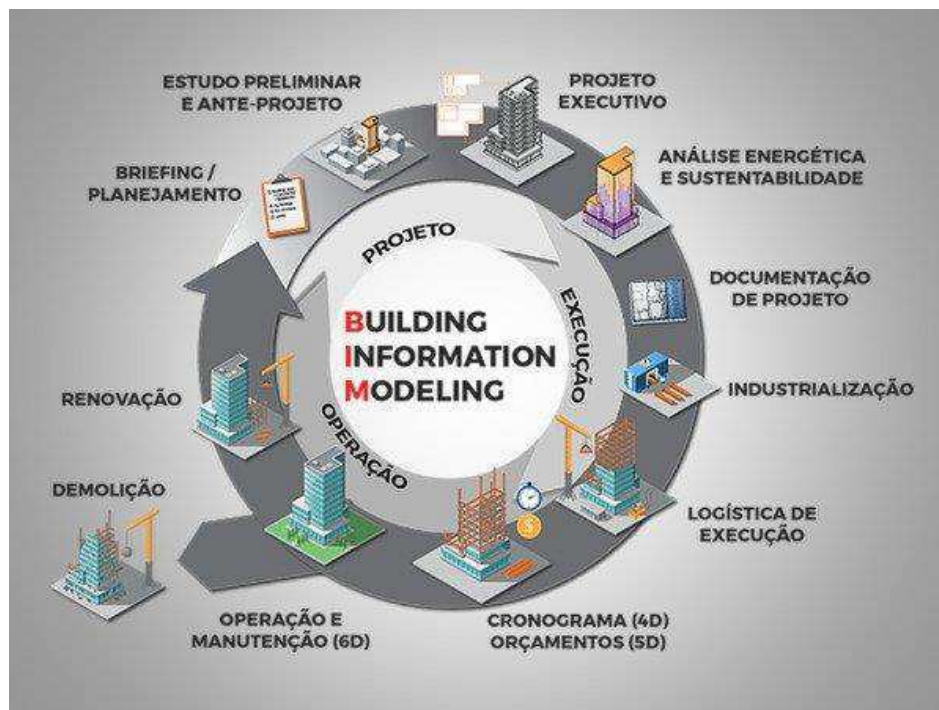 ESTUDO PRELIMINAR
E ANTE-PROJETO
PROJETO
EXECUTIVO
BRIEFING /
PLANEJAMENTO
ANÁLISE ENERGÉTICA
E SUSTENTABILIDADE
PROJETO
DOCUMENTAÇÃO
DE PROJETO
EXECUÇÃO
BUILDING
INFORMATION
MODELING
INDUSTRIALIZAÇÃO
RENOVAÇÃO
OPERAÇÃO
DEMOLIÇÃO
LOGÍSTICA DE
EXECUÇÃO
$
OPERAÇÃO E
MANUTENÇÃO (6D)
CRONOGRAMA (4D)
ORÇAMENTOS (5D)